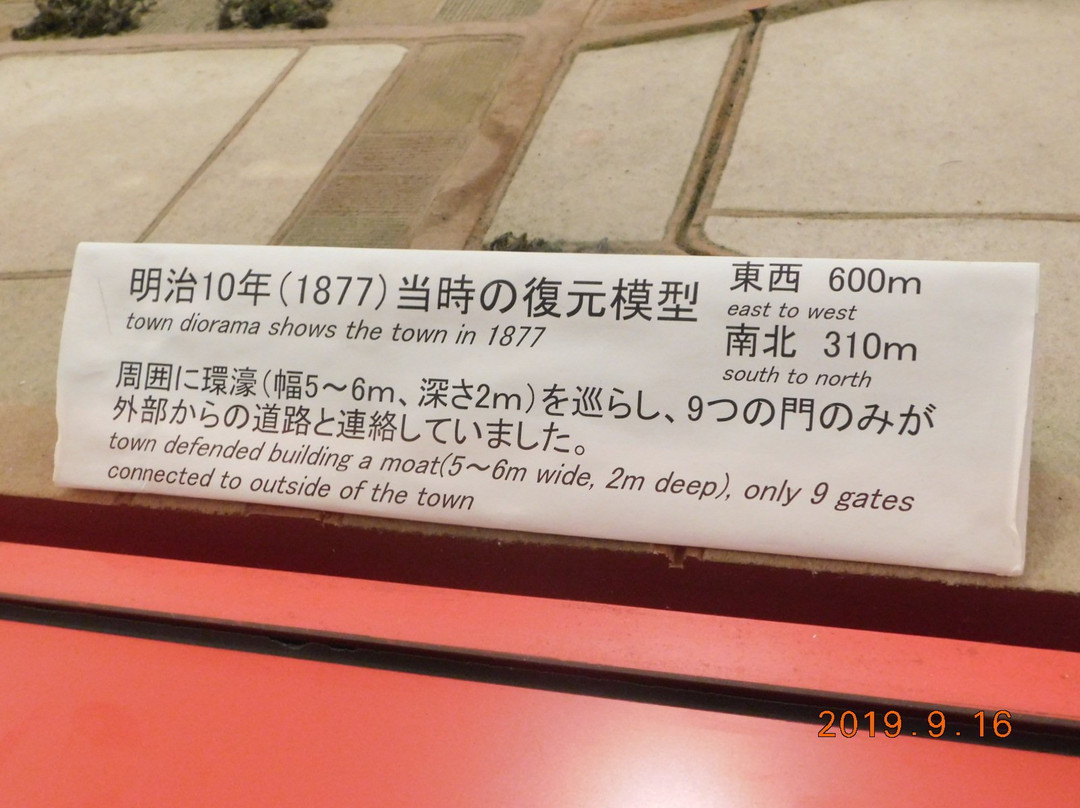 明治10年(1877)当時の復元模型
town diorama shows the town in 1877
東西 600m
east to west
南北 310m
south to north
周囲に環濠(幅5～6m、深さ2m)を巡らし、9つの門のみが
外部からの道路と連絡していました。
town defended building a moat(5～6m wide, 2m deep), only 9 gates
connected to outside of the town
2019.9.16